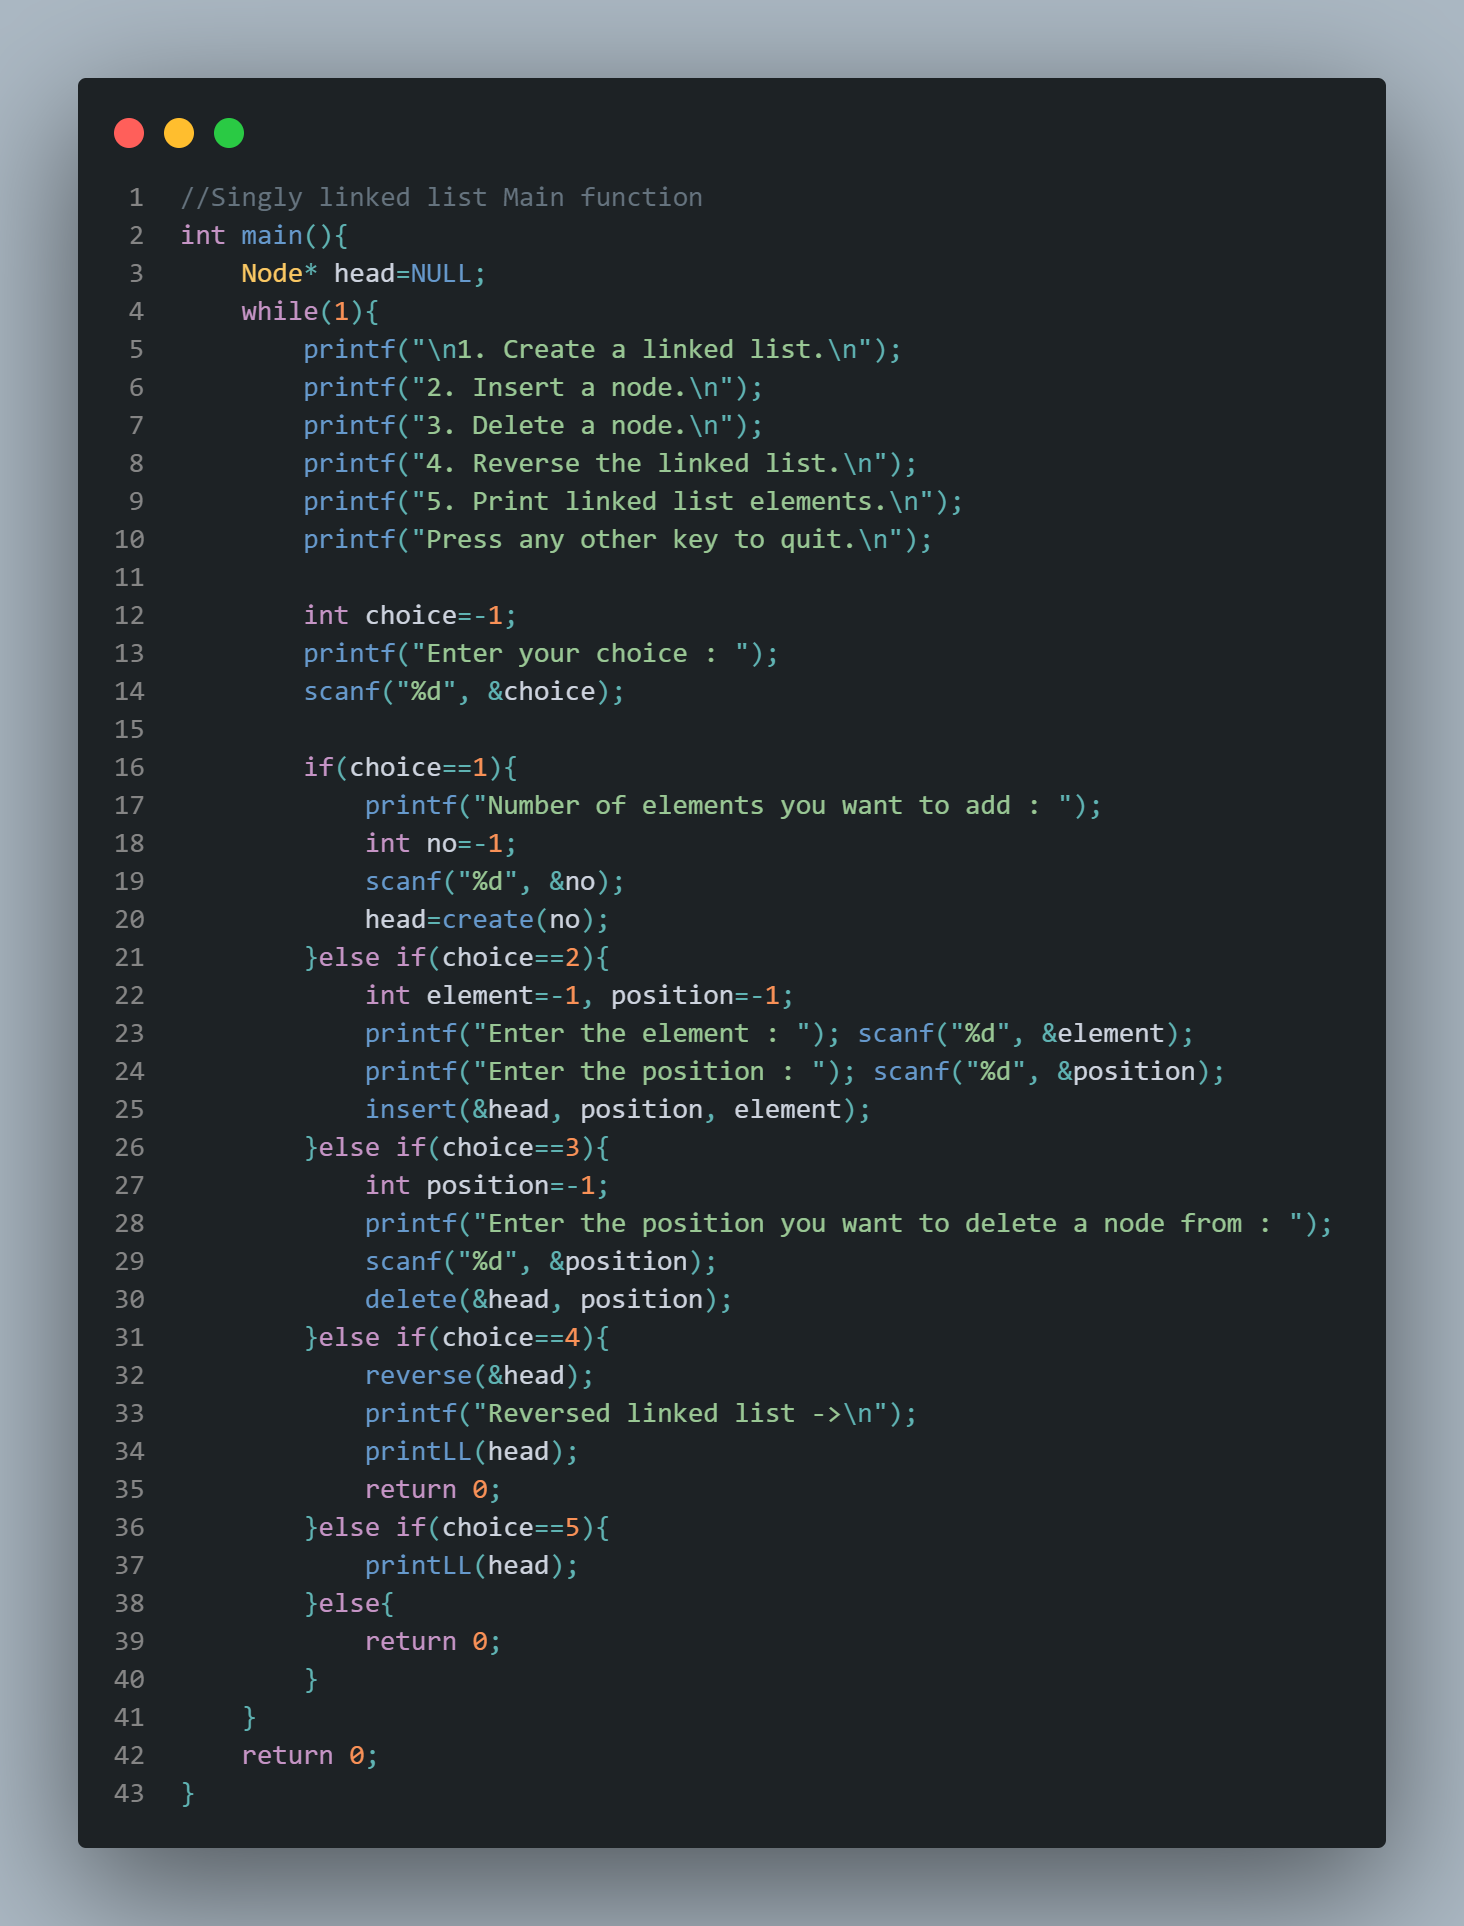 1 //Singly linked list Main function
2 int main(){
3     Node* head=NULL;
4     while(1){
5         printf("\n1. Create a linked list.\n");
6         printf("2. Insert a node.\n");
7         printf("3. Delete a node.\n");
8         printf("4. Reverse the linked list.\n");
9         printf("5. Print linked list elements.\n");
10         printf("Press any other key to quit.\n");
11
12         int choice=-1;
13         printf("Enter your choice : ");
14         scanf("%d", &choice);
15
16         if(choice==1){
17             printf("Number of elements you want to add : ");
18             int no=-1;
19             scanf("%d", &no);
20             head=create(no);
21         }else if(choice==2){
22             int element=-1, position=-1;
23             printf("Enter the element : "); scanf("%d", &element);
24             printf("Enter the position : "); scanf("%d", &position);
25             insert(&head, position, element);
26         }else if(choice==3){
27             int position=-1;
28             printf("Enter the position you want to delete a node from : ");
29             scanf("%d", &position);
30             delete(&head, position);
31         }else if(choice==4){
32             reverse(&head);
33             printf("Reversed linked list ->\n");
34             printLL(head);
35             return 0;
36         }else if(choice==5){
37             printLL(head);
38         }else{
39             return 0;
40         }
41     }
42     return 0;
43 }